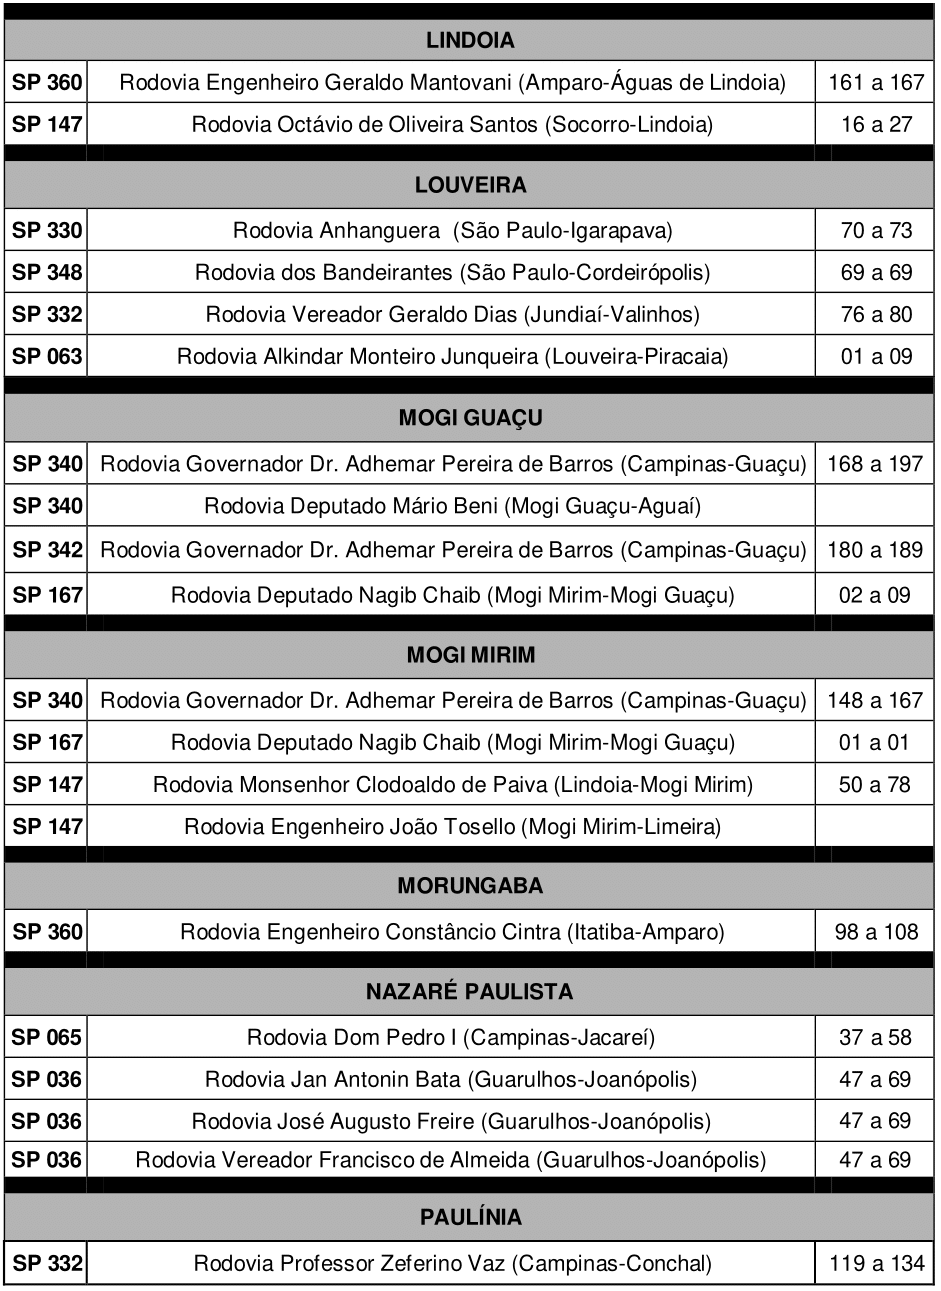 LINDOIA
SP 360 Rodovia Engenheiro Geraldo Mantovani (Amparo-Águas de Lindoia) 161 a 167
SP 147 Rodovia Octávio de Oliveira Santos (Socorro-Lindoia) 16 a 27
LOUVEIRA
SP 330 Rodovia Anhanguera (São Paulo-Igarapava) 70 a 73
SP 348 Rodovia dos Bandeirantes (São Paulo-Cordeirópolis) 69 a 69
SP 332 Rodovia Vereador Geraldo Dias (Jundiaí-Valinhos) 76 a 80
SP 063 Rodovia Alkindar Monteiro Junqueira (Louveira-Piracaia) 01 a 09
MOGI GUAÇU
SP 340 Rodovia Governador Dr. Adhemar Pereira de Barros (Campinas-Guaçu) 168 a 197
SP 340 Rodovia Deputado Mário Beni (Mogi Guaçu-Aguaí)
SP 342 Rodovia Governador Dr. Adhemar Pereira de Barros (Campinas-Guaçu) 180 a 189
SP 167 Rodovia Deputado Nagib Chaib (Mogi Mirim-Mogi Guaçu) 02 a 09
MOGI MIRIM
SP 340 Rodovia Governador Dr. Adhemar Pereira de Barros (Campinas-Guaçu) 148 a 167
SP 167 Rodovia Deputado Nagib Chaib (Mogi Mirim-Mogi Guaçu) 01 a 01
SP 147 Rodovia Monsenhor Clodoaldo de Paiva (Lindoia-Mogi Mirim) 50 a 78
SP 147 Rodovia Engenheiro João Tosello (Mogi Mirim-Limeira)
MORUNGABA
SP 360 Rodovia Engenheiro Constâncio Cintra (Itatiba-Amparo) 98 a 108
NAZARÉ PAULISTA
SP 065 Rodovia Dom Pedro I (Campinas-Jacareí) 37 a 58
SP 036 Rodovia Jan Antonin Bata (Guarulhos-Joanópolis) 47 a 69
SP 036 Rodovia José Augusto Freire (Guarulhos-Joanópolis) 47 a 69
SP 036 Rodovia Vereador Francisco de Almeida (Guarulhos-Joanópolis) 47 a 69
PAULÍNIA
SP 332 Rodovia Professor Zeferino Vaz (Campinas-Conchal) 119 a 134